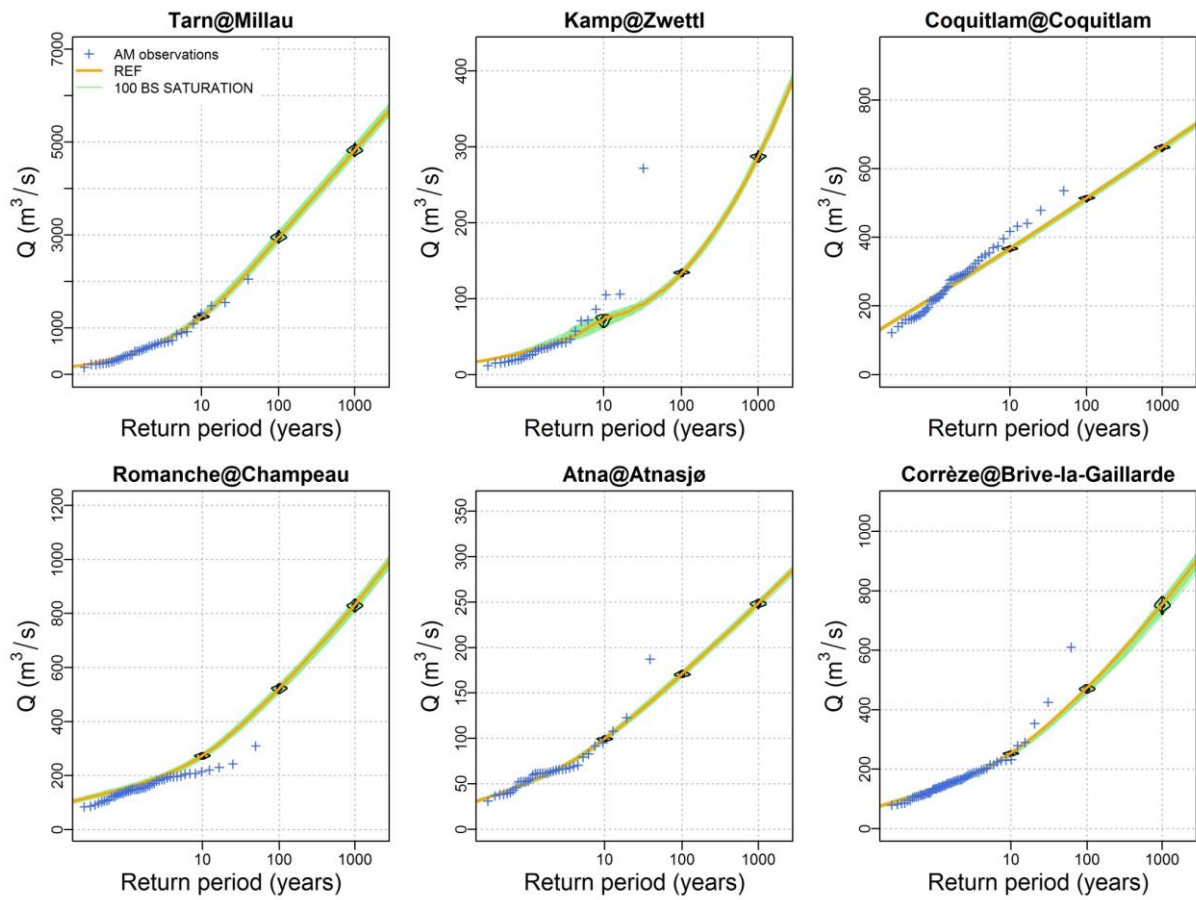 Tarn@Millau
Q (m³/s)
0 1000 3000 5000 7000
AM observations
REF
100 BS SATURATION
10 100 1000
Return period (years)
Kamp@Zwettl
Q (m³/s)
0 100 200 300 400
10 100 1000
Return period (years)
Coquitlam@Coquitlam
Q (m³/s)
0 200 400 600 800
10 100 1000
Return period (years)
Romanche@Champeau
Q (m³/s)
0 200 400 600 800 1000 1200
10 100 1000
Return period (years)
Atna@Atnasjø
Q (m³/s)
0 50 100 150 200 250 300 350
10 100 1000
Return period (years)
Corrèze@Brive-la-Gaillarde
Q (m³/s)
0 200 400 600 800 1000
10 100 1000
Return period (years)